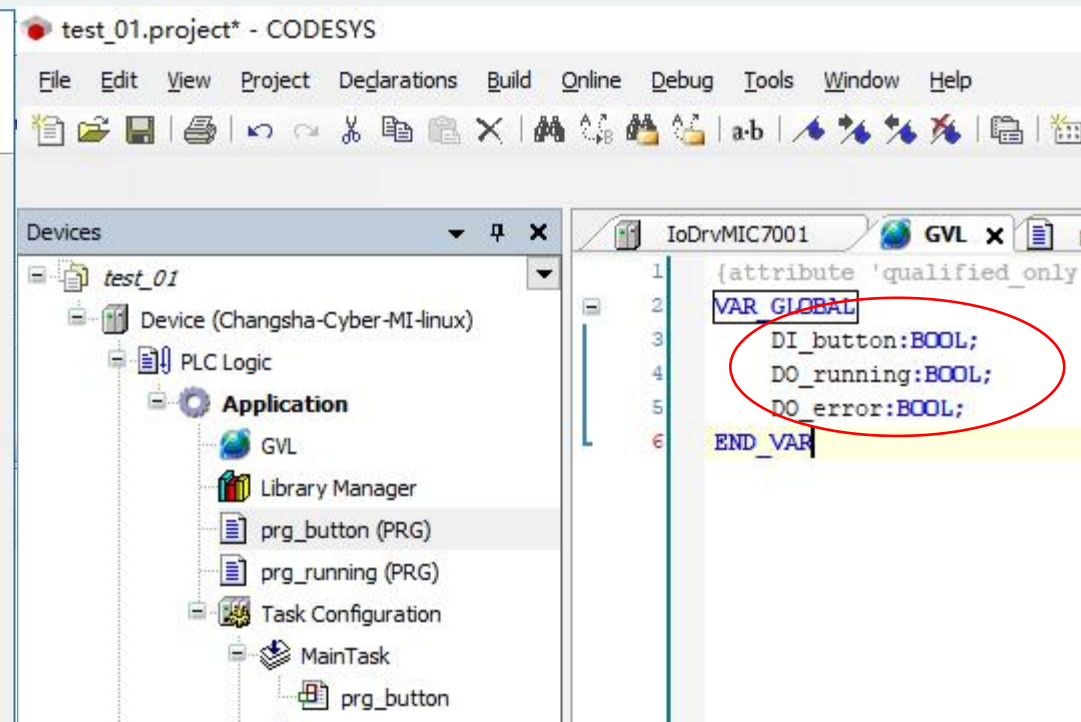 test_01.project* - CODESYS
File Edit View Project Declarations Build Online Debug Tools Window Help
Devices
test_01
Device (Changsha-Cyber-MI-linux)
PLC Logic
Application
GVL
Library Manager
prg_button (PRG)
prg_running (PRG)
Task Configuration
MainTask
prg_button
IoDrvMIC7001 GVL
1 {attribute 'qualified_only
2 VAR_GLOBAL
3 DI_button:BOOL;
4 DO_running:BOOL;
5 DO_error:BOOL;
6 END_VAR